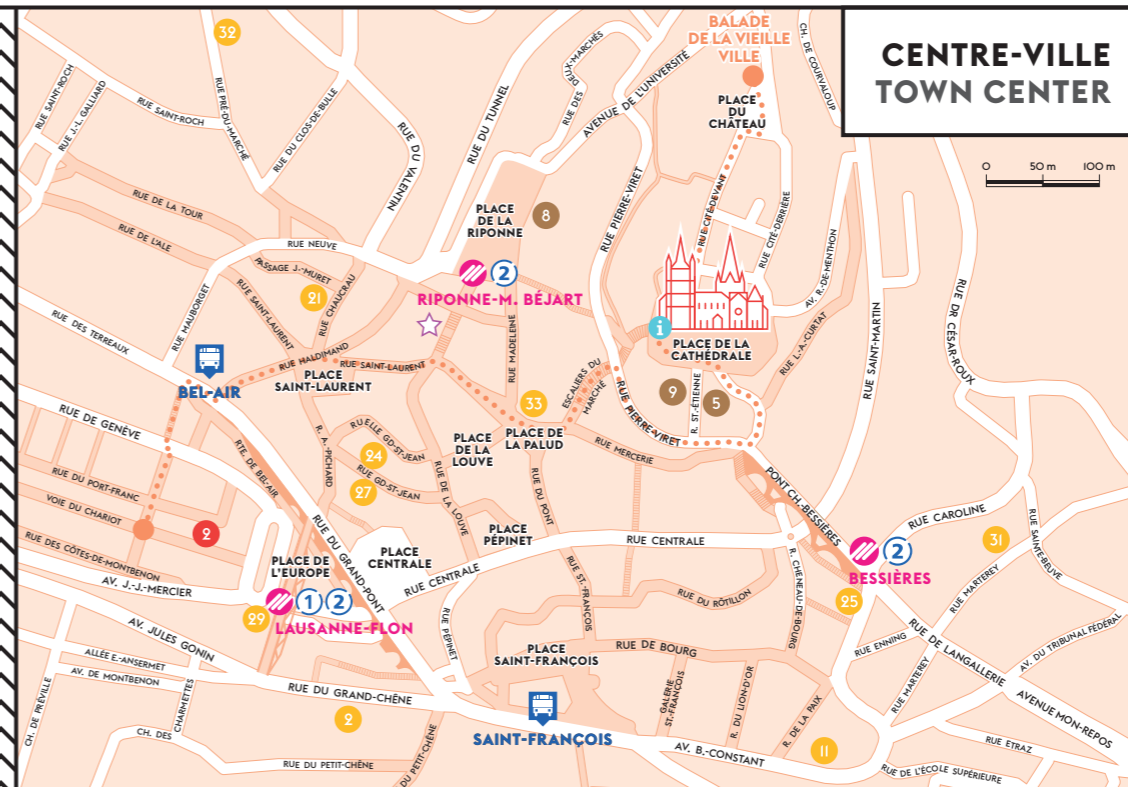 CENTRE-VILLE
TOWN CENTER
0 50 m 100 m
BALADE
DE LA VIEILLE
VILLE
PLACE
DU
CHÂTEAU
CH. DE COURVALOUP
32
RUE SAINT-ROCH
RUE J.-L. GALLIARD
RUE SAINT-ROCH
RUE PRÉ-DU-MARCHÉ
RUE DU CLOS-DE-BULLE
RUE DU VALENTIN
RUE DU TUNNEL
RUE DES DEUX-MARCHÉS
AVENUE DE L'UNIVERSITÉ
RUE PIERRE-VIRET
RUE CITÉ-DEVANT
RUE CITÉ-DERRIÈRE
AV. R.-DE-MENTHON
RUE L.-A.-CURTAT
RUE SAINT-MARTIN
RUE DR CÉSAR-ROUX
RUE DE LA TOUR
RUE DE L'ALE
RUE NEUVE
PASSAGE J.-MURET
21
RUE CHAUCRAU
RUE SAINT-LAURENT
RUE MAUBORGET
RUE DES TERREAUX
PLACE
DE LA
RIPONNE
8
2
RIPONNE-M. BÉJART
i
PLACE DE LA
CATHÉDRALE
RUE HALDIMAND
RUE SAINT-LAURENT
RUE MADELEINE
ESCALIERS DU
MARCHÉ
BEL-AIR
PLACE
SAINT-LAURENT
33
9
5
R. ST-ÉTIENNE
RUE PIERRE-VIRET
RUE DE GENÈVE
RTE. DE BEL-AIR
R. A.-PICHARD
RUELLE GD-ST-JEAN
24
RUE GD-ST-JEAN
27
PLACE
DE LA
LOUVE
PLACE DE
LA PALUD
RUE MERCERIE
RUE DE LA LOUVE
RUE DU PONT
PONT CH.-BESSIÈRES
RUE DU PORT-FRANC
VOIE DU CHARIOT
2
RUE DES CÔTES-DE-MONTBENON
RUE DU GRAND-PONT
PLACE
CENTRALE
PLACE
PÉPINET
RUE CENTRALE
RUE CENTRALE
RUE CAROLINE
2
BESSIÈRES
31
RUE SAINTE-BEUVE
RUE MARTEREY
PLACE DE
L'EUROPE
AV. J.-J.-MERCIER
29
1 2
LAUSANNE-FLON
RUE PÉPINET
RUE ST.-FRANÇOIS
RUE DU RÔTILLON
R. CHENEAU-DE-BOURG
25
RUE ENNING
RUE DE LANGALLERIE
AV. DU TRIBUNAL FÉDÉRAL
AV. JULES GONIN
ALLÉE E.-ANSERMET
AV. DE MONTBENON
CH. DE PRÉVILLE
CH. DES
CHARMETTES
RUE DU GRAND-CHÊNE
2
PLACE
SAINT-FRANÇOIS
RUE DE BOURG
GALERIE
ST.-FRANÇOIS
R. DU LION-D'OR
R. DE LA PAIX
RUE MARTEREY
AVENUE MON-REPOS
SAINT-FRANÇOIS
AV. B.-CONSTANT
11
RUE ETRAZ
RUE DE L'ÉCOLE SUPÉRIEURE
RUE DU PETIT-CHÊNE
DU PETIT-CHÊNE